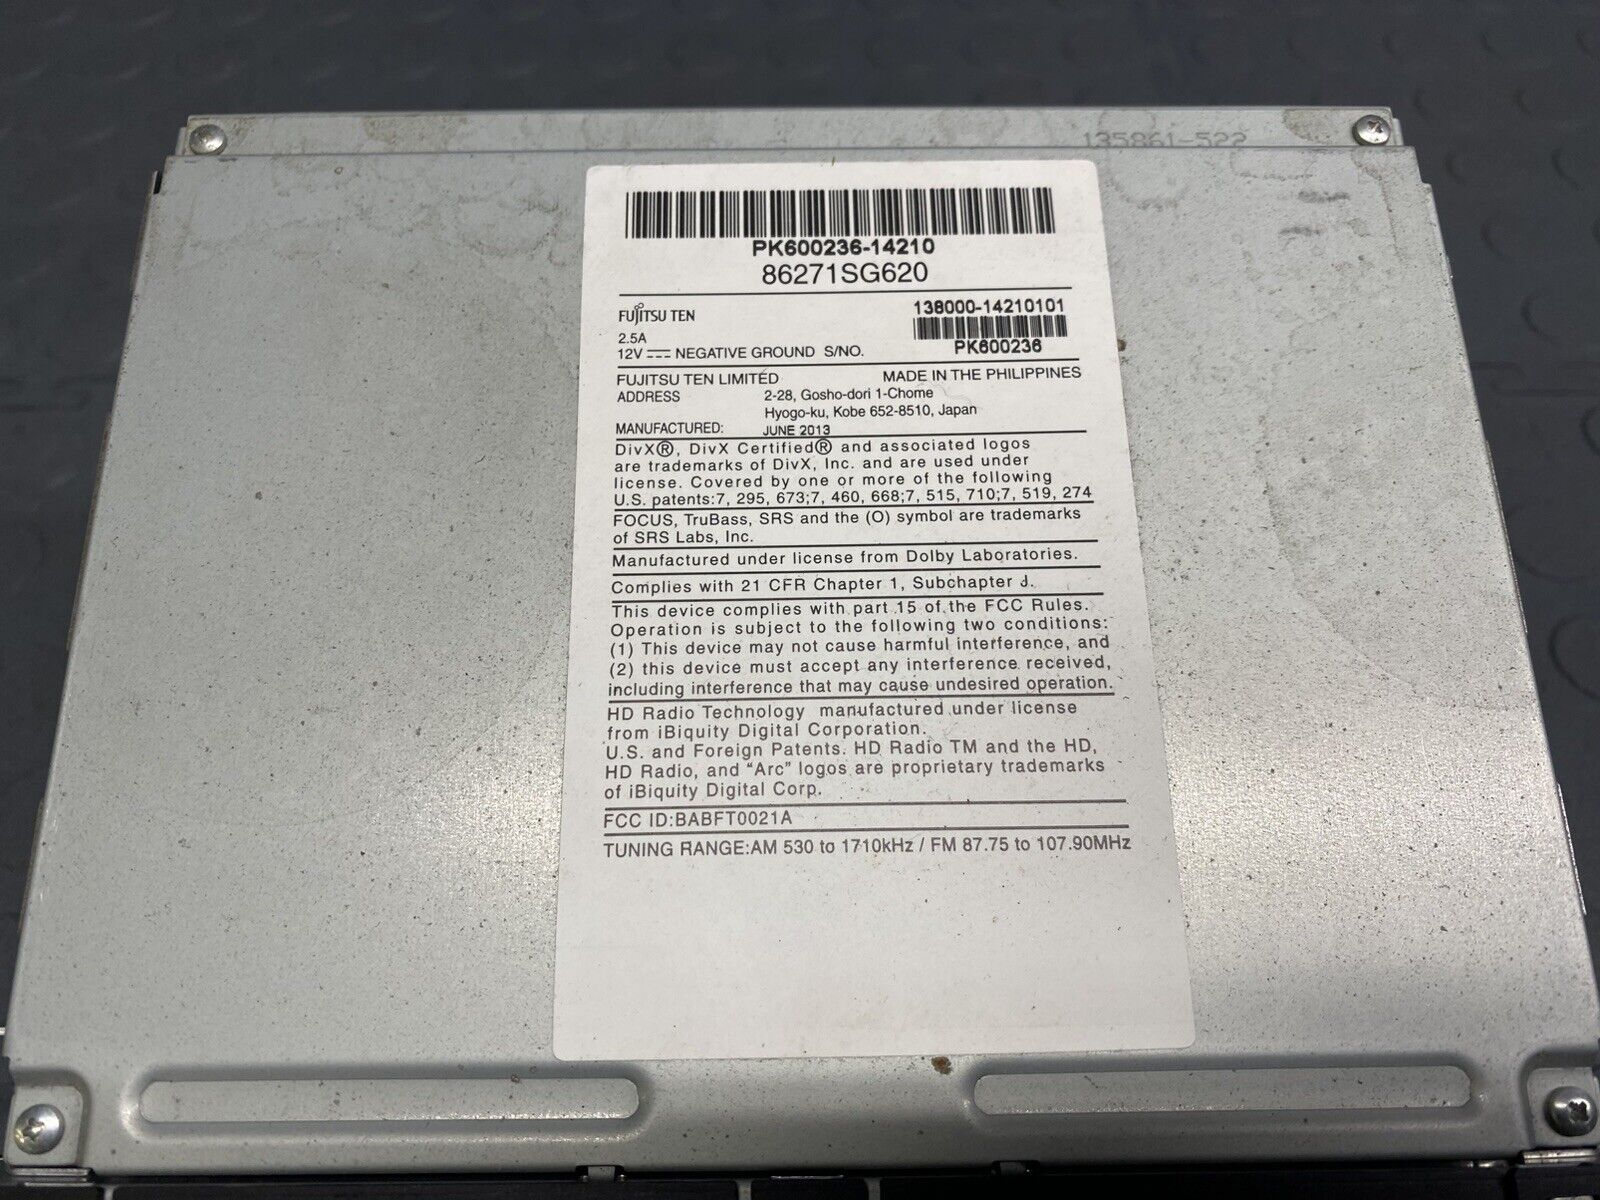 135861-522
PK600236-14210
86271SG620
FUJITSU TEN
138000-14210101
2.5A
12V NEGATIVE GROUND S/NO.
PK600236
FUJITSU TEN LIMITED MADE IN THE PHILIPPINES
ADDRESS 2-28, Gosho-dori 1-Chome
Hyogo-ku, Kobe 652-8510, Japan
MANUFACTURED: JUNE 2013
DivX®, DivX Certified® and associated logos
are trademarks of DivX, Inc. and are used under
license. Covered by one or more of the following
U.S. patents:7, 295, 673;7, 460, 668;7, 515, 710;7, 519, 274
FOCUS, TruBass, SRS and the (O) symbol are trademarks
of SRS Labs, Inc.
Manufactured under license from Dolby Laboratories.
Complies with 21 CFR Chapter 1, Subchapter J.
This device complies with part 15 of the FCC Rules.
Operation is subject to the following two conditions:
(1) This device may not cause harmful interference, and
(2) this device must accept any interference received,
including interference that may cause undesired operation.
HD Radio Technology manufactured under license
from iBiquity Digital Corporation.
U.S. and Foreign Patents. HD Radio TM and the HD,
HD Radio, and “Arc” logos are proprietary trademarks
of iBiquity Digital Corp.
FCC ID:BABFT0021A
TUNING RANGE:AM 530 to 1710kHz / FM 87.75 to 107.90MHz